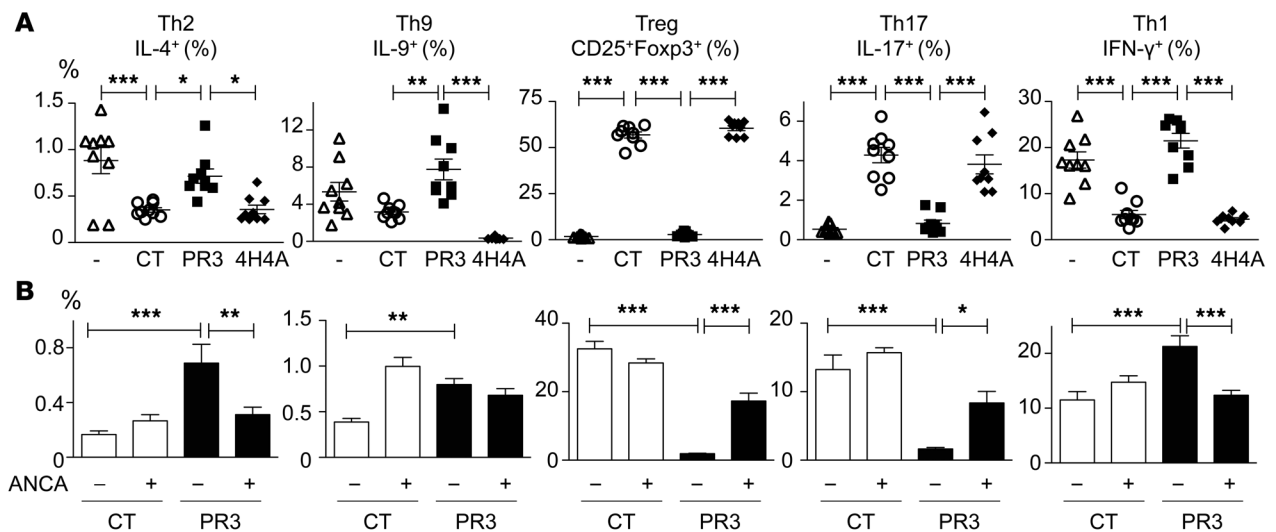 A
Th2
IL-4⁺ (%)
Th9
IL-9⁺ (%)
Treg
CD25⁺Foxp3⁺ (%)
Th17
IL-17⁺ (%)
Th1
IFN-γ⁺ (%)
%
*** * *
** ***
*** *** ***
*** *** ***
*** *** ***
1.5
1.0
0.5
0
12
8
4
0
75
50
25
0
6
4
2
0
30
20
10
0
- CT PR3 4H4A
- CT PR3 4H4A
- CT PR3 4H4A
- CT PR3 4H4A
- CT PR3 4H4A
B
%
*** **
**
*** ***
*** *
*** ***
0.8
0.4
0
1.5
1.0
0.5
0
40
20
0
20
10
0
20
10
0
ANCA – + – + – + – + – + – + – + – + – + – +
CT PR3 CT PR3 CT PR3 CT PR3 CT PR3